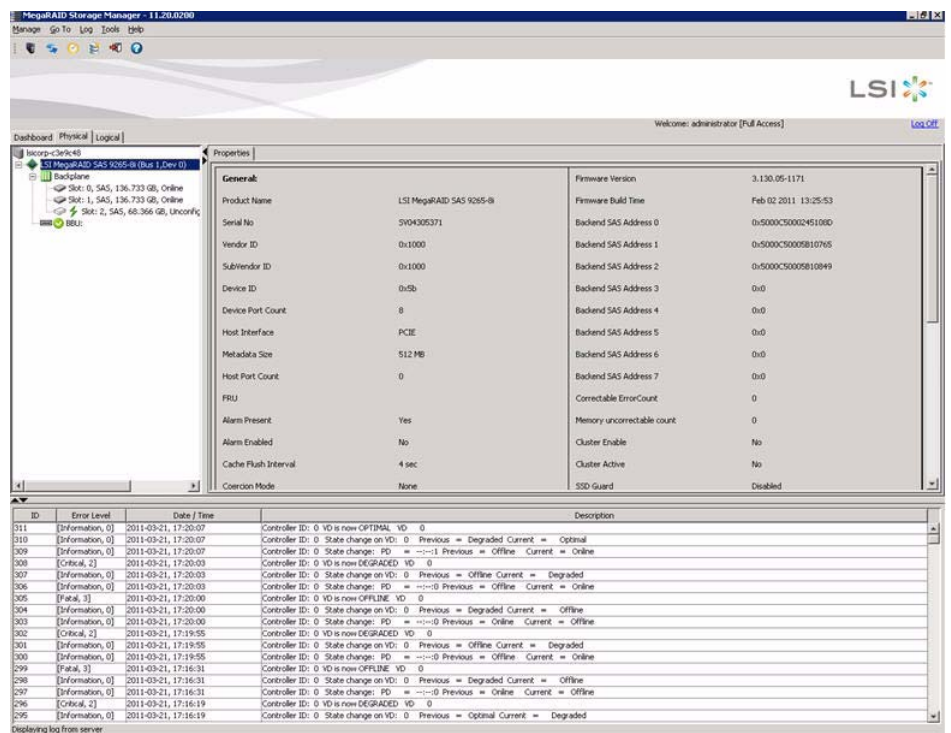 MegaRAID Storage Manager - 11.20.0200
Manage Go To Log Tools Help
LSI
Welcome: administrator [Full Access] Log Off
Dashboard Physical Logical
lsicorp-c3e9c48
LSI MegaRAID SAS 9265-8i (Bus 1,Dev 0)
Backplane
Slot: 0, SAS, 136.733 GB, Online
Slot: 1, SAS, 136.733 GB, Online
Slot: 2, SAS, 68.366 GB, Unconfig
BBU:
Properties
General:
Product Name LSI MegaRAID SAS 9265-8i
Serial No SV04305371
Vendor ID 0x1000
SubVendor ID 0x1000
Device ID 0x5b
Device Port Count 8
Host Interface PCIE
Metadata Size 512 MB
Host Port Count 0
FRU
Alarm Present Yes
Alarm Enabled No
Cache Flush Interval 4 sec
Coercion Mode None
Firmware Version 3.130.05-1171
Firmware Build Time Feb 02 2011 13:25:53
Backend SAS Address 0 0x5000C5000245108D
Backend SAS Address 1 0x5000C50005B10765
Backend SAS Address 2 0x5000C50005B10849
Backend SAS Address 3 0x0
Backend SAS Address 4 0x0
Backend SAS Address 5 0x0
Backend SAS Address 6 0x0
Backend SAS Address 7 0x0
Correctable ErrorCount 0
Memory uncorrectable count 0
Cluster Enable No
Cluster Active No
SSD Guard Disabled
ID Error Level Date / Time Description
311 [Information, 0] 2011-03-21, 17:20:07 Controller ID: 0 VD is now OPTIMAL VD 0
310 [Information, 0] 2011-03-21, 17:20:07 Controller ID: 0 State change on VD: 0 Previous = Degraded Current = Optimal
309 [Information, 0] 2011-03-21, 17:20:07 Controller ID: 0 State change: PD = --:--:1 Previous = Offline Current = Online
308 [Critical, 2] 2011-03-21, 17:20:03 Controller ID: 0 VD is now DEGRADED VD 0
307 [Information, 0] 2011-03-21, 17:20:03 Controller ID: 0 State change on VD: 0 Previous = Offline Current = Degraded
306 [Information, 0] 2011-03-21, 17:20:03 Controller ID: 0 State change: PD = --:--:0 Previous = Offline Current = Online
305 [Fatal, 3] 2011-03-21, 17:20:00 Controller ID: 0 VD is now OFFLINE VD 0
304 [Information, 0] 2011-03-21, 17:20:00 Controller ID: 0 State change on VD: 0 Previous = Degraded Current = Offline
303 [Information, 0] 2011-03-21, 17:20:00 Controller ID: 0 State change: PD = --:--:0 Previous = Online Current = Offline
302 [Critical, 2] 2011-03-21, 17:19:55 Controller ID: 0 VD is now DEGRADED VD 0
301 [Information, 0] 2011-03-21, 17:19:55 Controller ID: 0 State change on VD: 0 Previous = Offline Current = Degraded
300 [Information, 0] 2011-03-21, 17:19:55 Controller ID: 0 State change: PD = --:--:0 Previous = Offline Current = Online
299 [Fatal, 3] 2011-03-21, 17:16:31 Controller ID: 0 VD is now OFFLINE VD 0
298 [Information, 0] 2011-03-21, 17:16:31 Controller ID: 0 State change on VD: 0 Previous = Degraded Current = Offline
297 [Information, 0] 2011-03-21, 17:16:31 Controller ID: 0 State change: PD = --:--:0 Previous = Online Current = Offline
296 [Critical, 2] 2011-03-21, 17:16:19 Controller ID: 0 VD is now DEGRADED VD 0
295 [Information, 0] 2011-03-21, 17:16:19 Controller ID: 0 State change on VD: 0 Previous = Optimal Current = Degraded
Displaying log from server